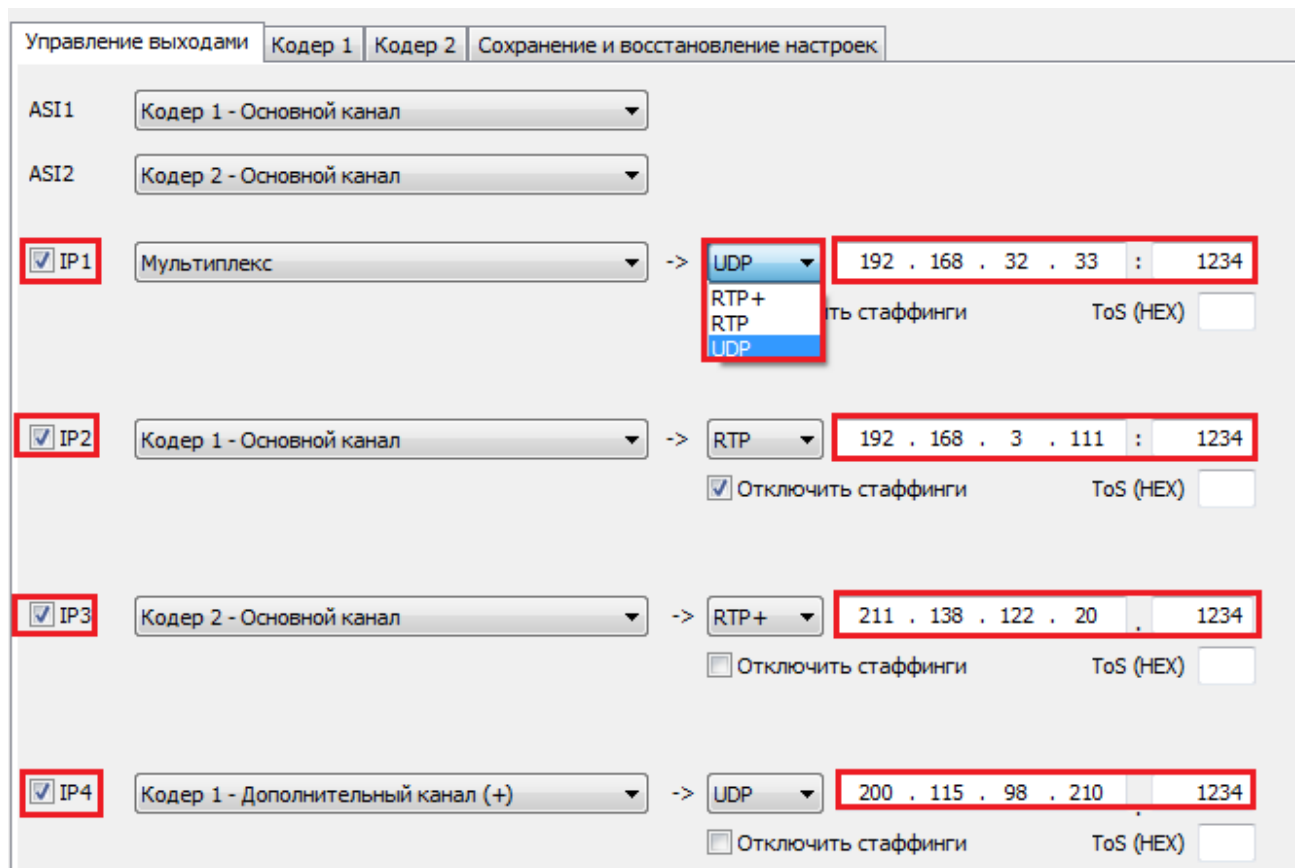 Управление выходами Кодер 1 Кодер 2 Сохранение и восстановление настроек
ASI1 Кодер 1 - Основной канал
ASI2 Кодер 2 - Основной канал
IP1 Мультиплекс -> UDP 192 . 168 . 32 . 33 : 1234
RTP+
RTP ть стаффинги ToS (HEX)
UDP
IP2 Кодер 1 - Основной канал -> RTP 192 . 168 . 3 . 111 : 1234
Отключить стаффинги ToS (HEX)
IP3 Кодер 2 - Основной канал -> RTP+ 211 . 138 . 122 . 20 . 1234
Отключить стаффинги ToS (HEX)
IP4 Кодер 1 - Дополнительный канал (+) -> UDP 200 . 115 . 98 . 210 . 1234
Отключить стаффинги ToS (HEX)